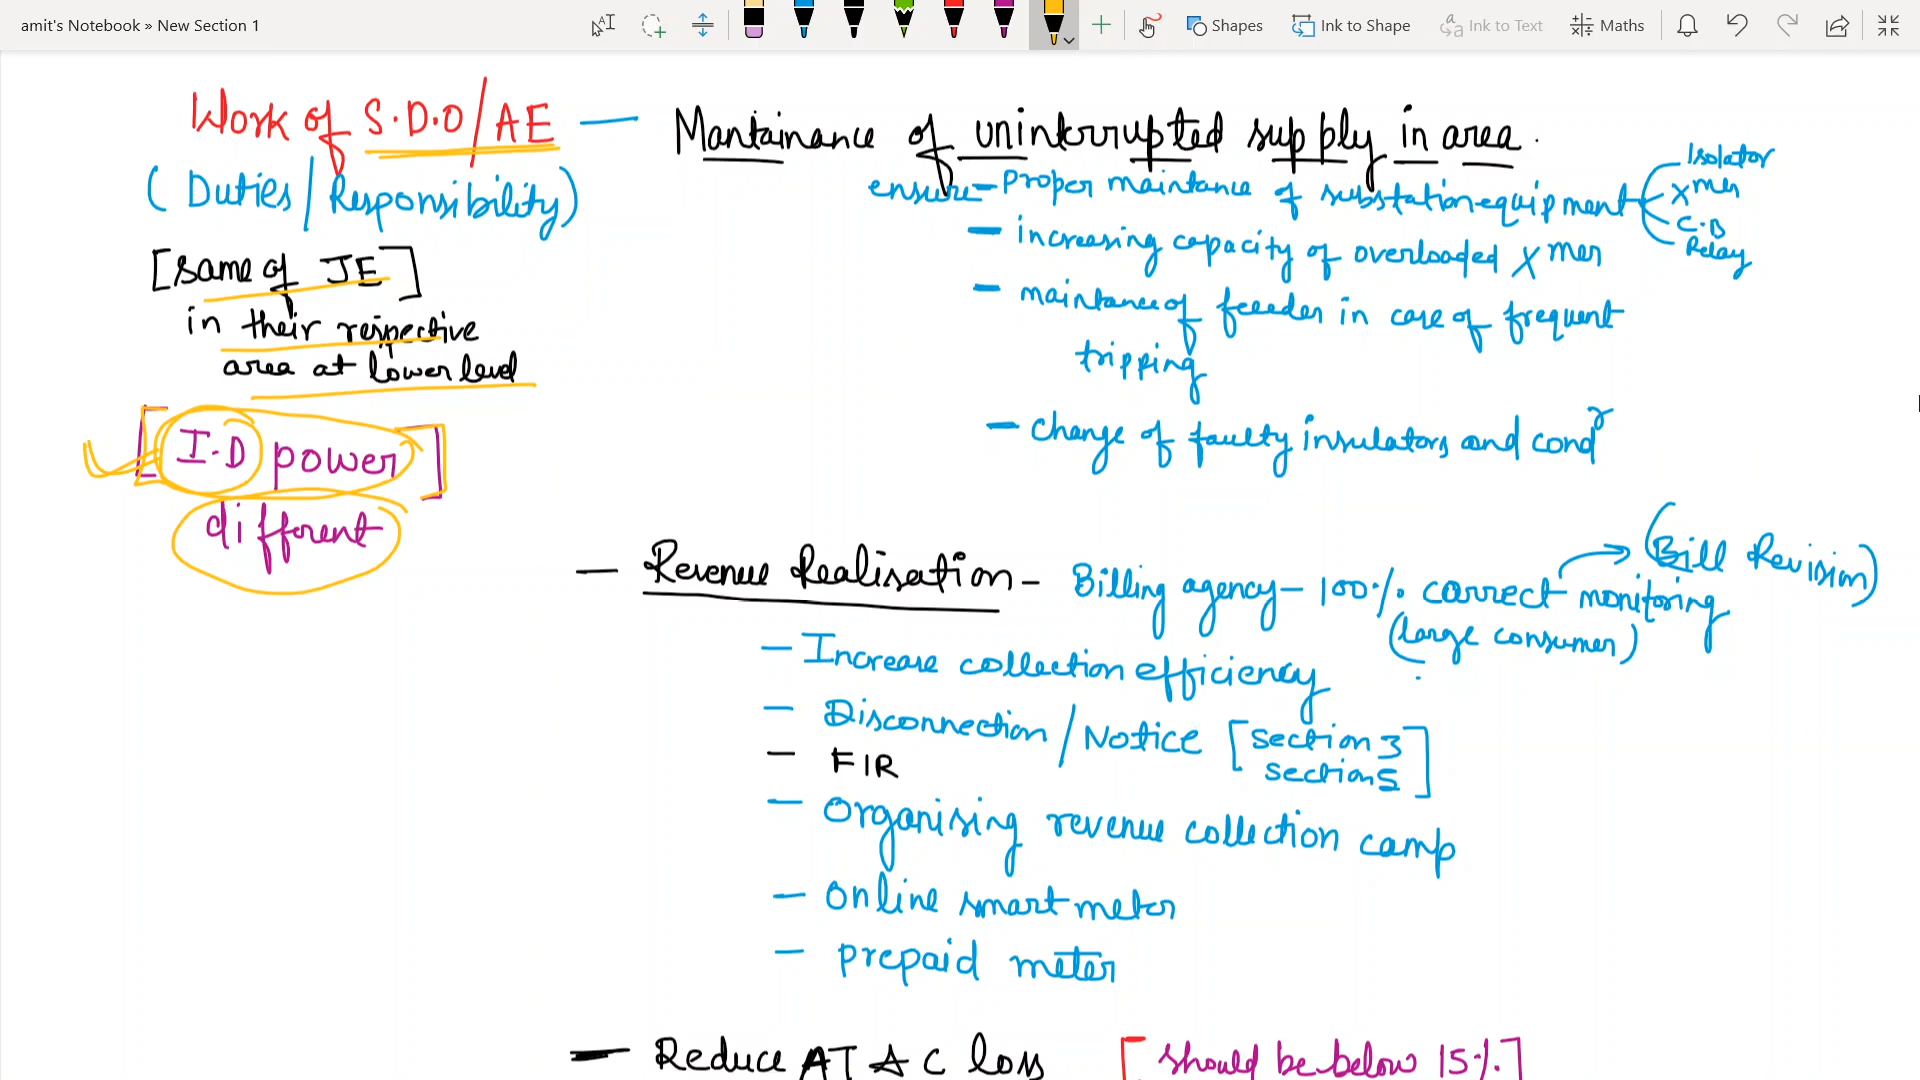 amit's Notebook » New Section 1
Shapes
Ink to Shape
Ink to Text
Maths
Work of S.D.O/AE — Mantainance of uninterrupted supply in area.
(Duties/Responsibility)
[same of JE]
in their respective
area at lower level
[I.D power]
different
ensure – Proper maintance of substation equipment
Isolator
Xmer
C.B
Relay
– increasing capacity of overloaded Xmer
– maintance of feeeder in case of frequent
tripping
– change of faulty insulators and condr
– Revenue Realisation – Billing agency – 100% correct monitoring
(Bill Revision)
(large consumer)
– Increase collection efficiency
– Disconnection/Notice [section 3
section 5]
– FIR
– Organising revenue collection camp
– online smart meter
– prepaid meter
– Reduce AT & C loss [should be below 15%.]